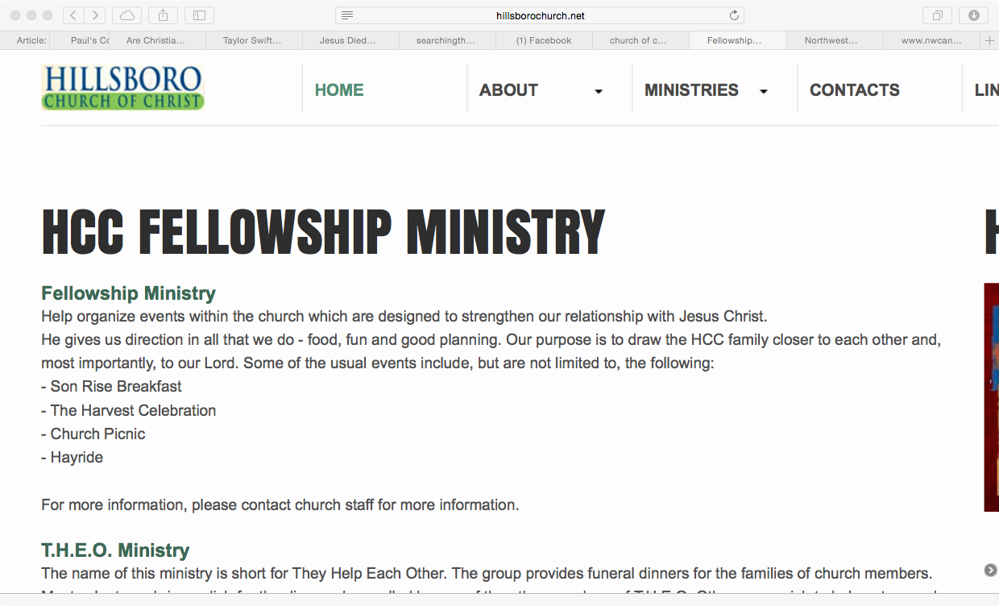 hillsborochurch.net
Article:
Paul's Co
Are Christia...
Taylor Swift...
Jesus Died...
searchingth...
(1) Facebook
church of c...
Fellowship...
Northwest...
www.nwcan...
HILLSBORO
CHURCH OF CHRIST
HOME
ABOUT
MINISTRIES
CONTACTS
LIN
HCC FELLOWSHIP MINISTRY
Fellowship Ministry
Help organize events within the church which are designed to strengthen our relationship with Jesus Christ.
He gives us direction in all that we do - food, fun and good planning. Our purpose is to draw the HCC family closer to each other and,
most importantly, to our Lord. Some of the usual events include, but are not limited to, the following:
- Son Rise Breakfast
- The Harvest Celebration
- Church Picnic
- Hayride
For more information, please contact church staff for more information.
T.H.E.O. Ministry
The name of this ministry is short for They Help Each Other. The group provides funeral dinners for the families of church members.